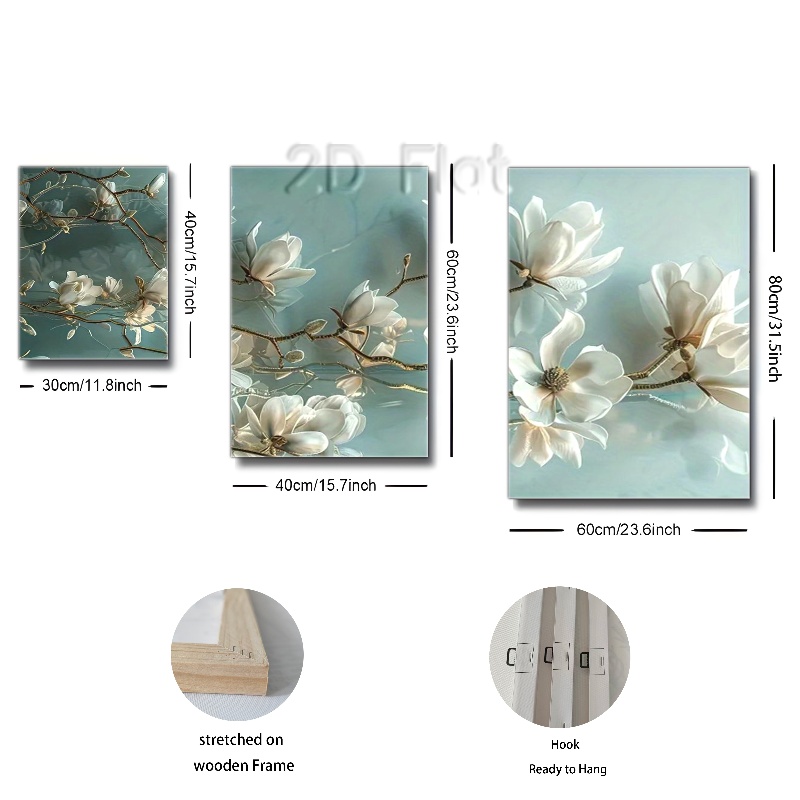 2D Flat
40cm/15.7inch
60cm/23.6inch
80cm/31.5inch
30cm/11.8inch
40cm/15.7inch
60cm/23.6inch
stretched on
wooden Frame
Hook
Ready to Hang